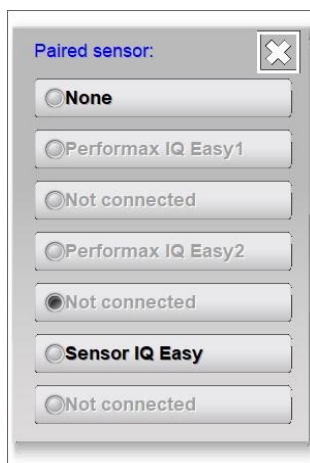 Paired sensor:
None
Performax IQ Easy1
Not connected
Performax IQ Easy2
Not connected
Sensor IQ Easy
Not connected